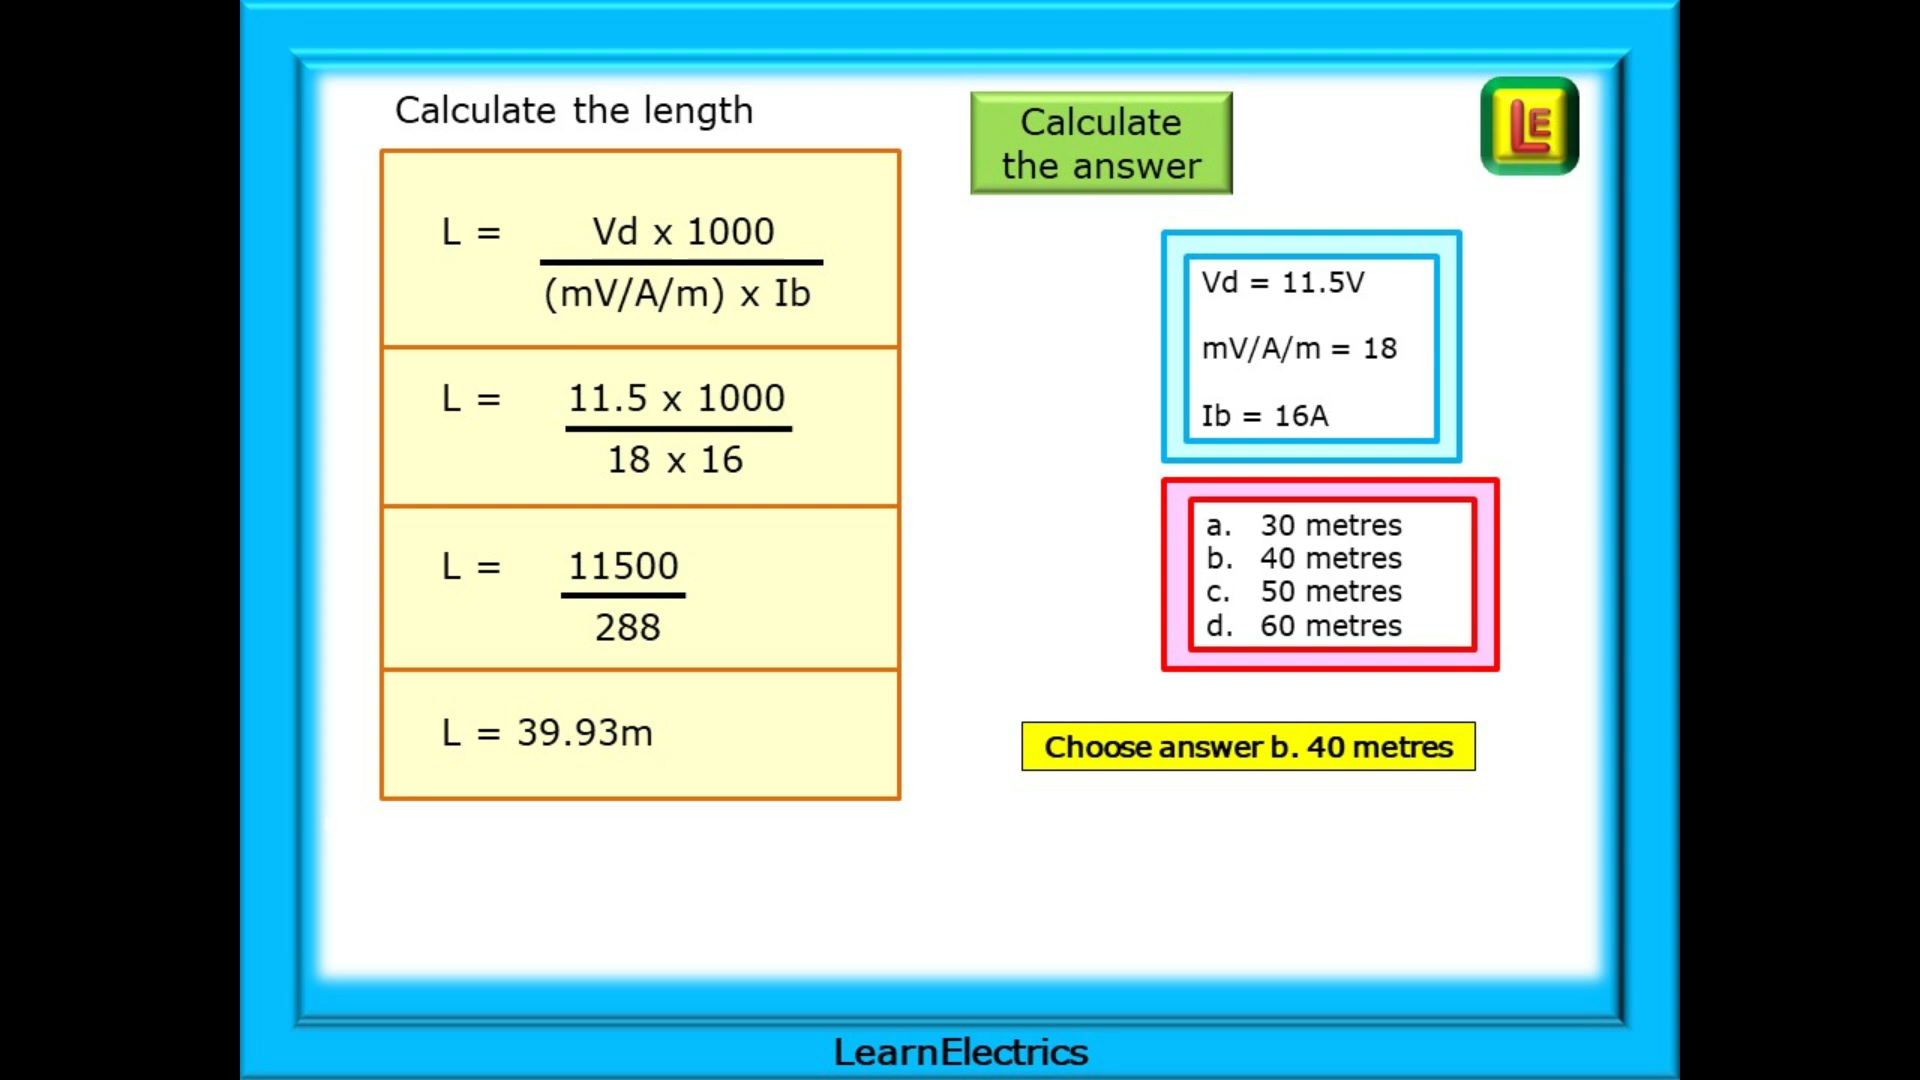 Calculate the length
L =
Vd x 1000
(mV/A/m) x Ib
L =
11.5 x 1000
18 x 16
L =
11500
288
L = 39.93m
Calculate
the answer
LE
Vd = 11.5V
mV/A/m = 18
Ib = 16A
a. 30 metres
b. 40 metres
c. 50 metres
d. 60 metres
Choose answer b. 40 metres
LearnElectrics